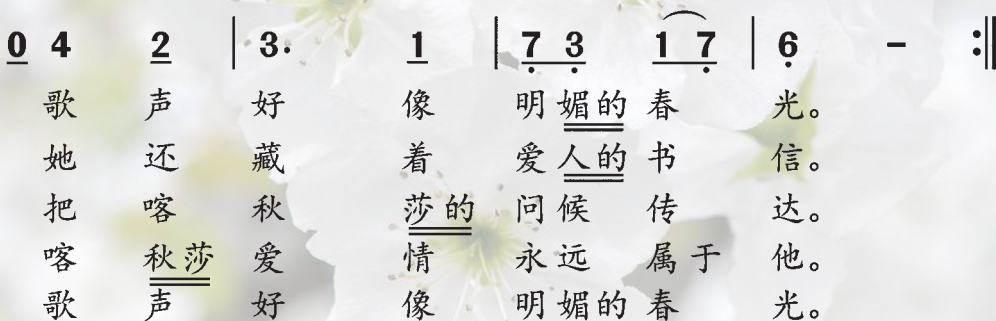 0 4 2 | 3· 1 | 7 3 1 7 | 6 – :‖
歌 声 好 像 明 媚的 春 光。
她 还 藏 着 爱 人的 书 信。
把 喀 秋 莎的 问 候 传 达。
喀 秋莎 爱 情 永 远 属 于 他。
歌 声 好 像 明 媚的 春 光。